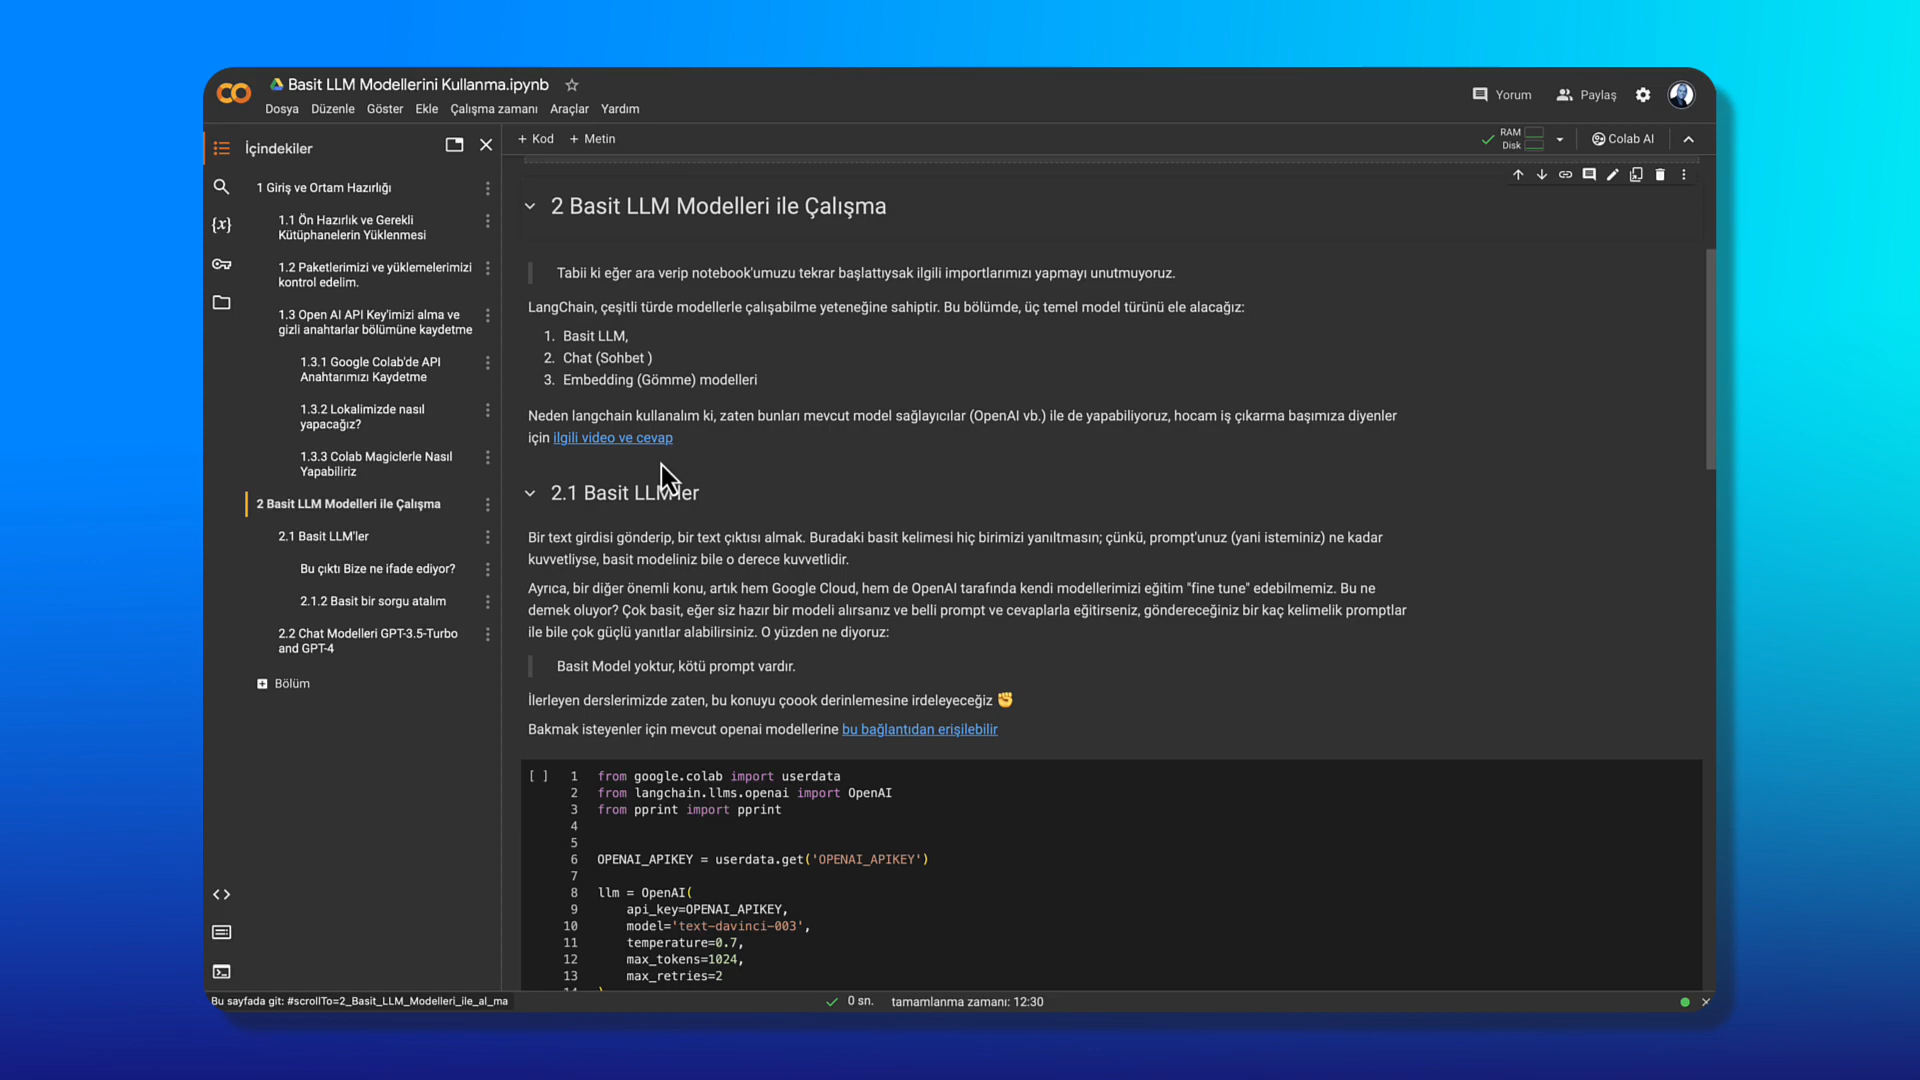 Basit LLM Modellerini Kullanma.ipynb
Dosya Düzenle Göster Ekle Çalışma zamanı Araçlar Yardım
Yorum Paylaş
İçindekiler
1 Giriş ve Ortam Hazırlığı
1.1 Ön Hazırlık ve Gerekli
Kütüphanelerin Yüklenmesi
1.2 Paketlerimizi ve yüklemelerimizi
kontrol edelim.
1.3 Open AI API Key'imizi alma ve
gizli anahtarlar bölümüne kaydetme
1.3.1 Google Colab'de API
Anahtarımızı Kaydetme
1.3.2 Lokalimizde nasıl
yapacağız?
1.3.3 Colab Magiclerle Nasıl
Yapabiliriz
2 Basit LLM Modelleri ile Çalışma
2.1 Basit LLM'ler
Bu çıktı Bize ne ifade ediyor?
2.1.2 Basit bir sorgu atalım
2.2 Chat Modelleri GPT-3.5-Turbo
and GPT-4
Bölüm
+ Kod + Metin
RAM
Disk
Colab AI
2 Basit LLM Modelleri ile Çalışma
Tabii ki eğer ara verip notebook'umuzu tekrar başlattıysak ilgili importlarımızı yapmayı unutmuyoruz.
LangChain, çeşitli türde modellerle çalışabilme yeteneğine sahiptir. Bu bölümde, üç temel model türünü ele alacağız:
1. Basit LLM,
2. Chat (Sohbet )
3. Embedding (Gömme) modelleri
Neden langchain kullanalım ki, zaten bunları mevcut model sağlayıcılar (OpenAI vb.) ile de yapabiliyoruz, hocam iş çıkarma başımıza diyenler
için ilgili video ve cevap
2.1 Basit LLM'ler
Bir text girdisi gönderip, bir text çıktısı almak. Buradaki basit kelimesi hiç birimizi yanıltmasın; çünkü, prompt'unuz (yani isteminiz) ne kadar
kuvvetliyse, basit modeliniz bile o derece kuvvetlidir.
Ayrıca, bir diğer önemli konu, artık hem Google Cloud, hem de OpenAI tarafında kendi modellerimizi eğitim "fine tune" edebilmemiz. Bu ne
demek oluyor? Çok basit, eğer siz hazır bir modeli alırsanız ve belli prompt ve cevaplarla eğitirseniz, göndereceğiniz bir kaç kelimelik promptlar
ile bile çok güçlü yanıtlar alabilirsiniz. O yüzden ne diyoruz:
Basit Model yoktur, kötü prompt vardır.
İlerleyen derslerimizde zaten, bu konuyu çoook derinlemesine irdeleyeceğiz ✊
Bakmak isteyenler için mevcut openai modellerine bu bağlantıdan erişilebilir
[ ] 1 from google.colab import userdata
2 from langchain.llms.openai import OpenAI
3 from pprint import pprint
4
5
6 OPENAI_APIKEY = userdata.get('OPENAI_APIKEY')
7
8 llm = OpenAI(
9 api_key=OPENAI_APIKEY,
10 model='text-davinci-003',
11 temperature=0.7,
12 max_tokens=1024,
13 max_retries=2
Bu sayfada git: #scrollTo=2_Basit_LLM_Modelleri_ile_al_ma
0 sn. tamamlanma zamanı: 12:30